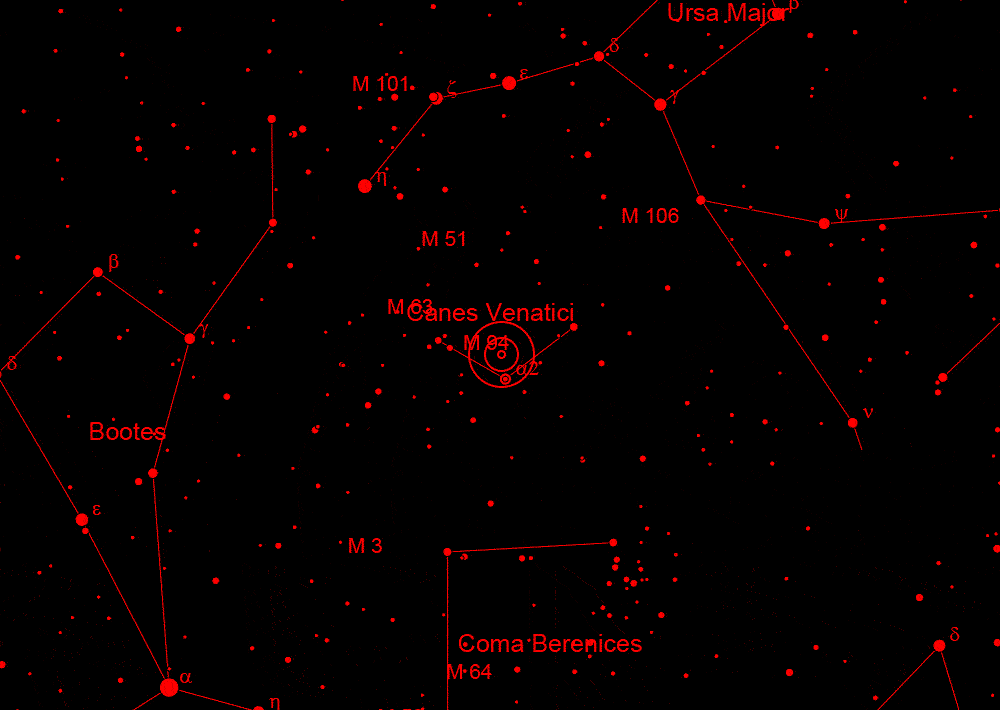 Ursa Major
β
δ
ε
M 101
ζ
γ
η
M 106
ψ
M 51
β
M 63
Canes Venatici
γ
M 94
δ
α2
ν
Bootes
ε
M 3
Coma Berenices
δ
M 64
α
η